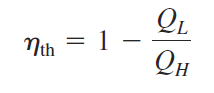 η_th = 1 − Q_L / Q_H